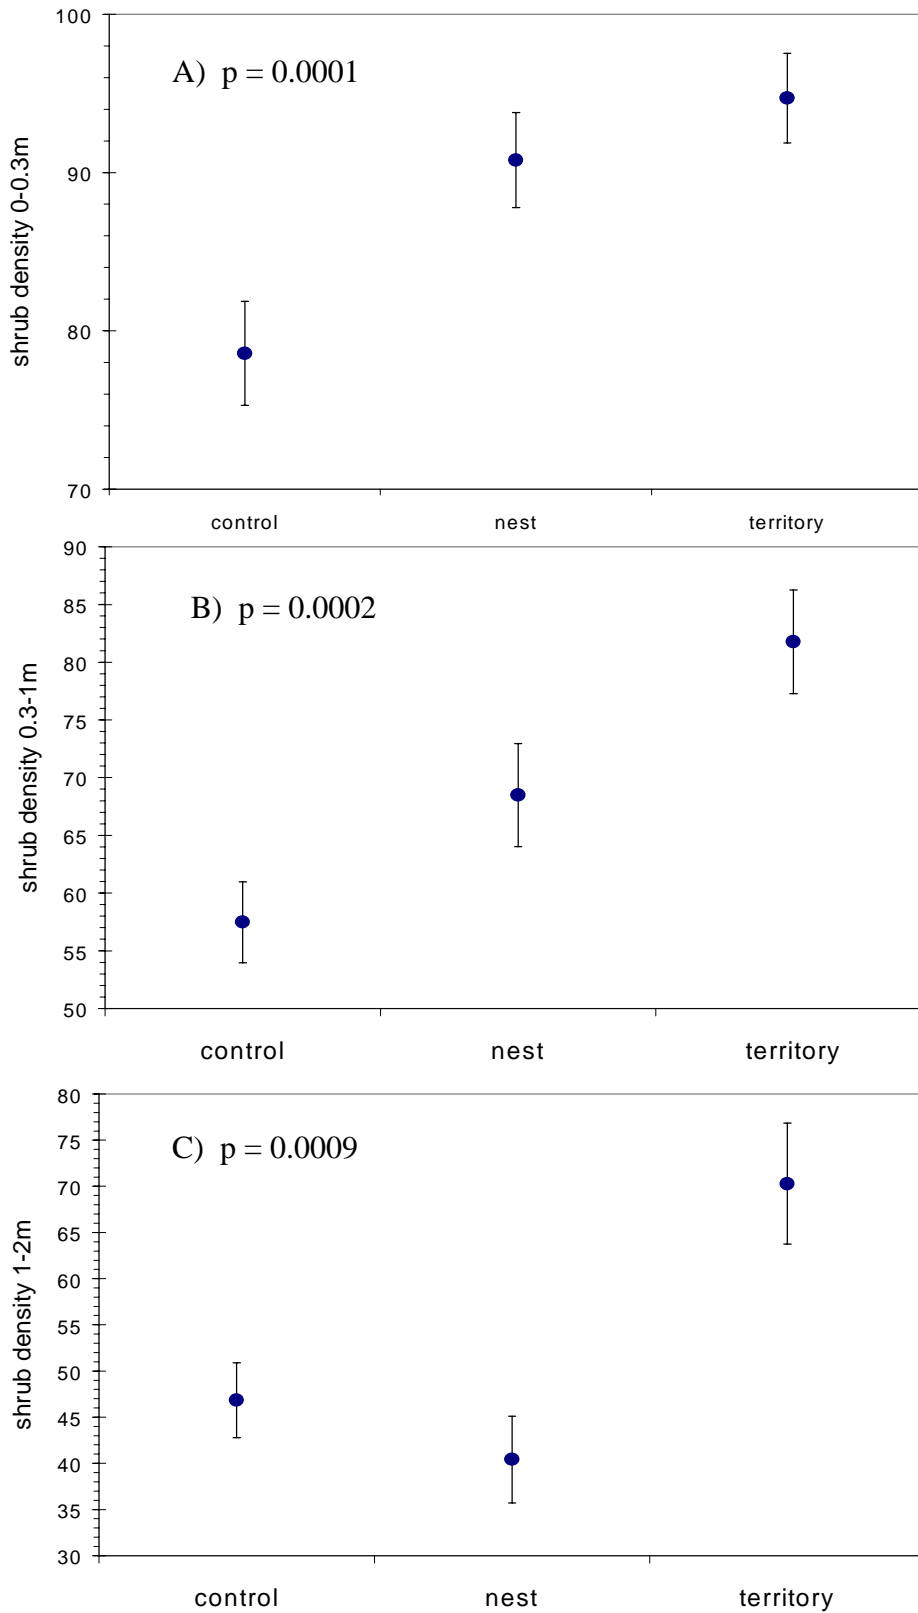 100
A) p = 0.0001
90
80
70
shrub density 0-0.3m
control nest territory
90
B) p = 0.0002
85
80
75
70
65
60
55
50
shrub density 0.3-1m
control nest territory
80
C) p = 0.0009
75
70
65
60
55
50
45
40
35
30
shrub density 1-2m
control nest territory